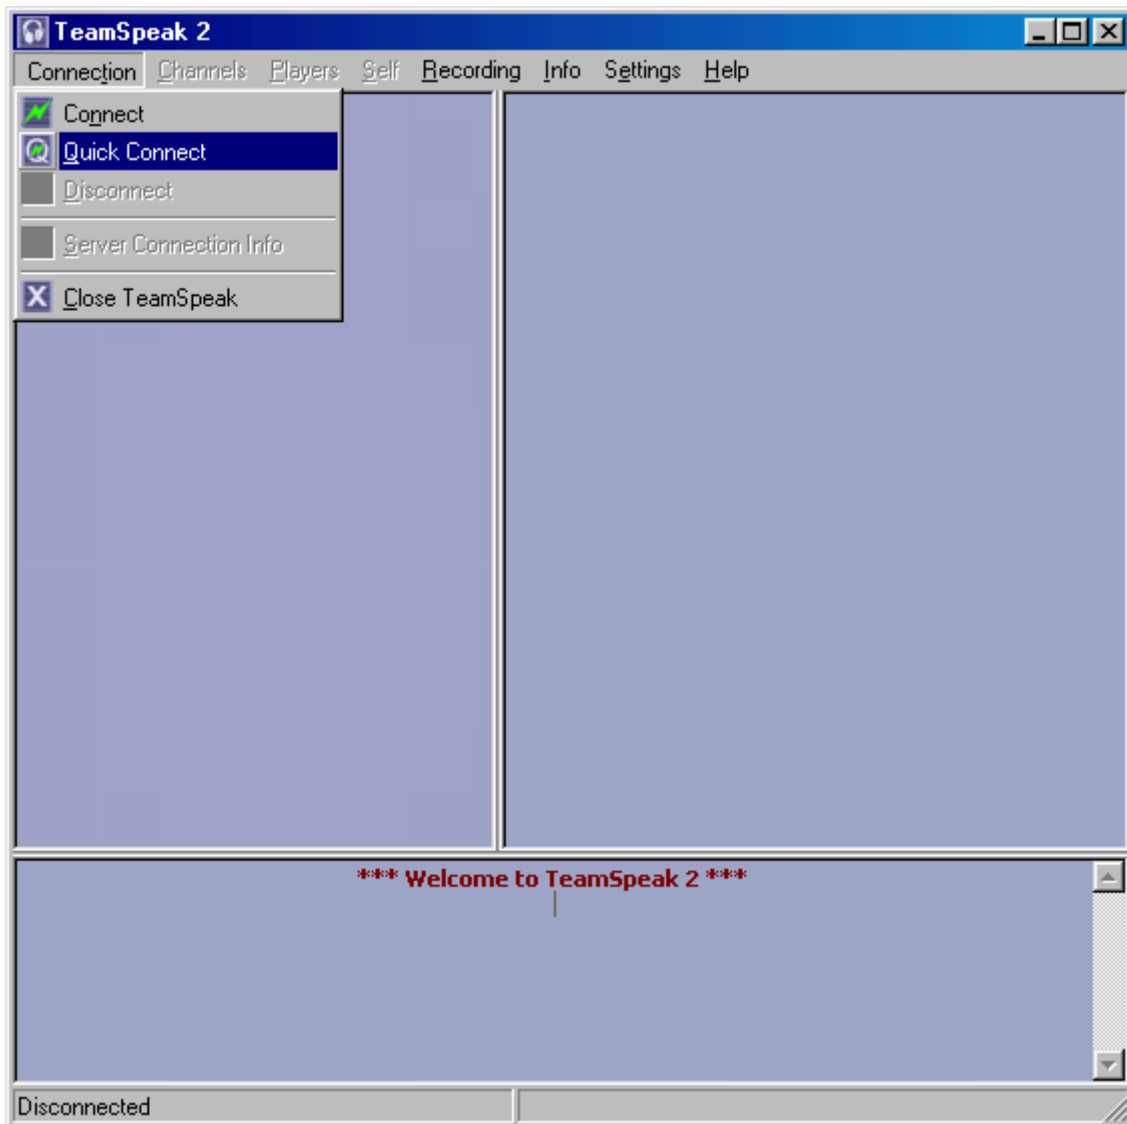 TeamSpeak 2
Connection Channels Players Self Recording Info Settings Help
Connect
Quick Connect
Disconnect
Server Connection Info
Close TeamSpeak
*** Welcome to TeamSpeak 2 ***
Disconnected